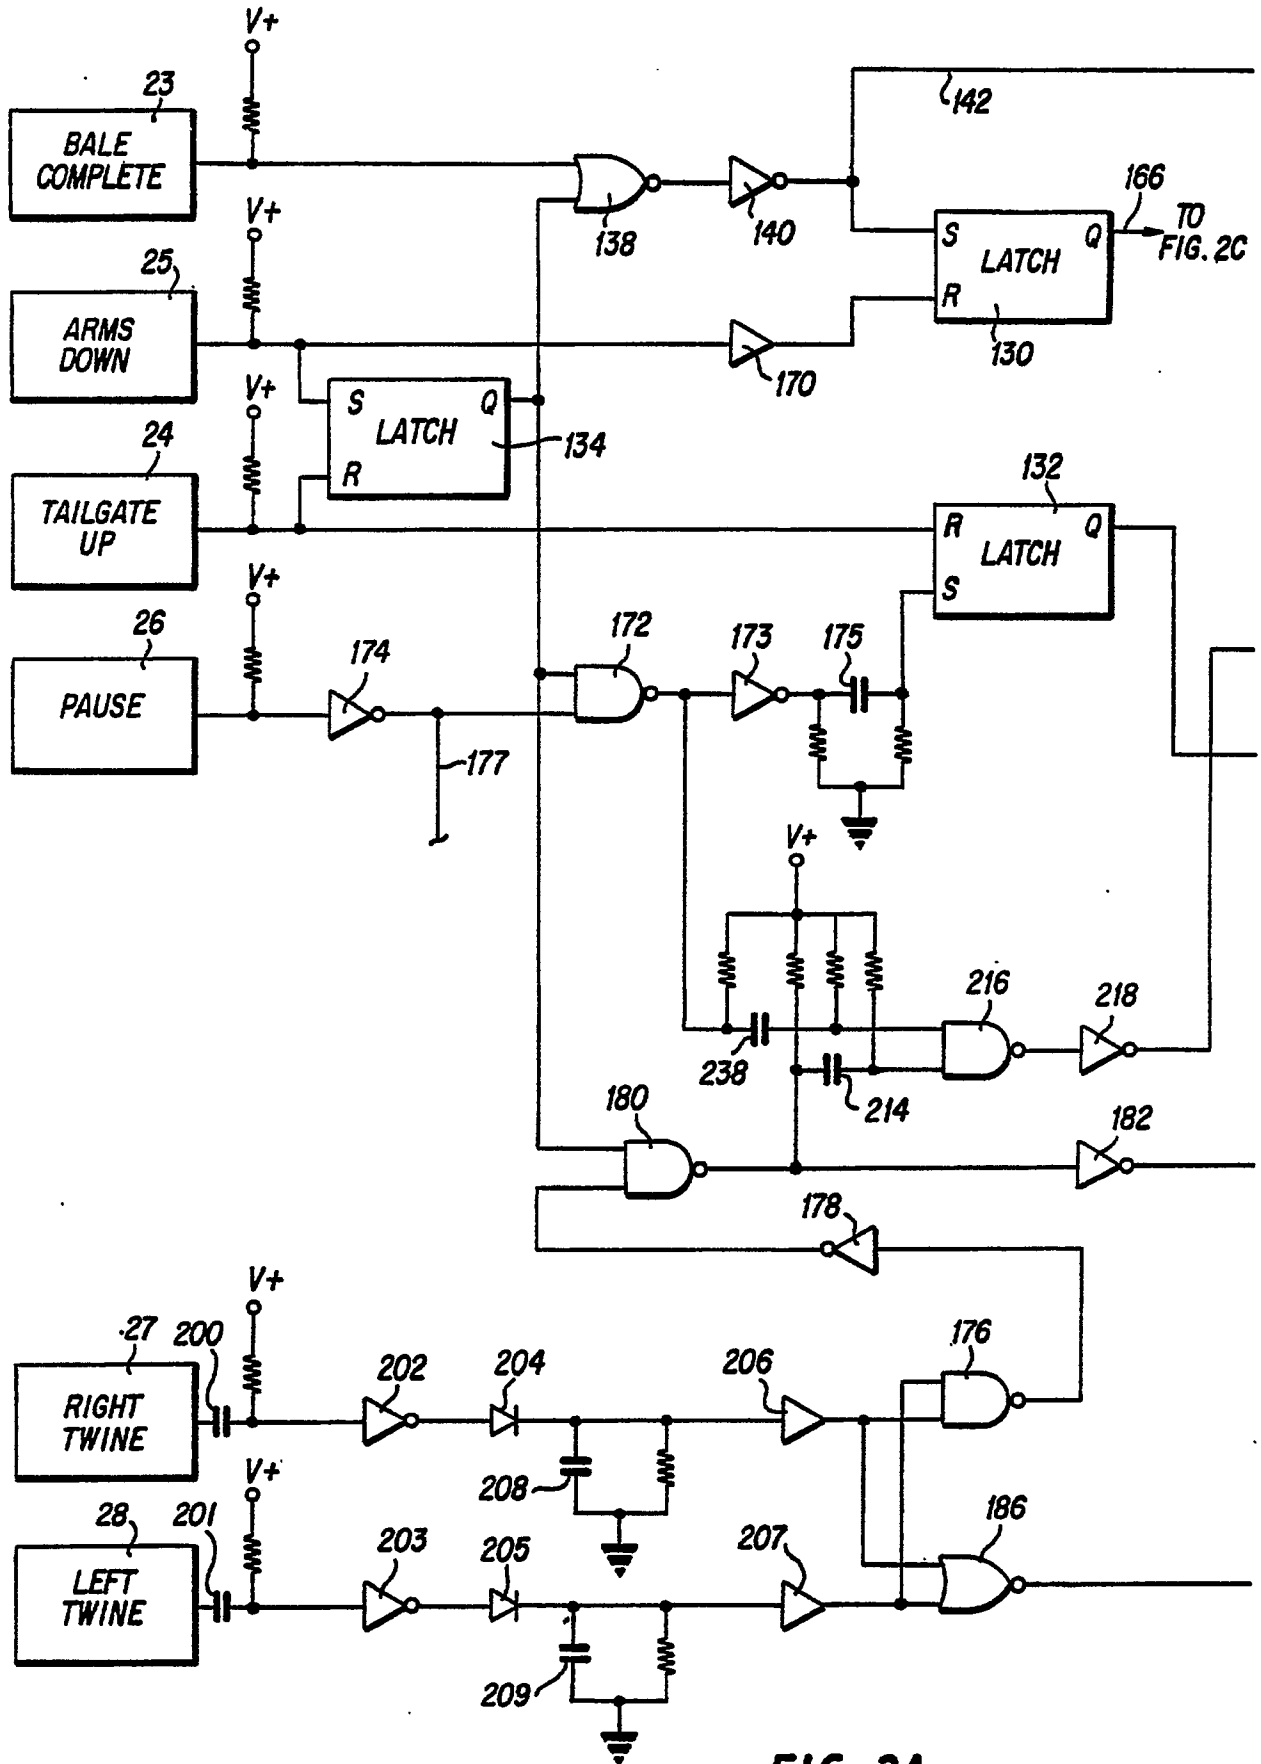 V+
23
BALE
COMPLETE
142
138
140
166
TO
FIG. 2C
S
Q
LATCH
R
130
V+
25
ARMS
DOWN
170
V+
S
Q
LATCH
R
134
24
TAILGATE
UP
132
R
Q
LATCH
S
V+
26
PAUSE
174
177
172
173
175
V+
238
214
216
218
180
182
178
V+
27
200
RIGHT
TWINE
202
204
206
176
208
V+
28
201
LEFT
TWINE
203
205
207
186
209